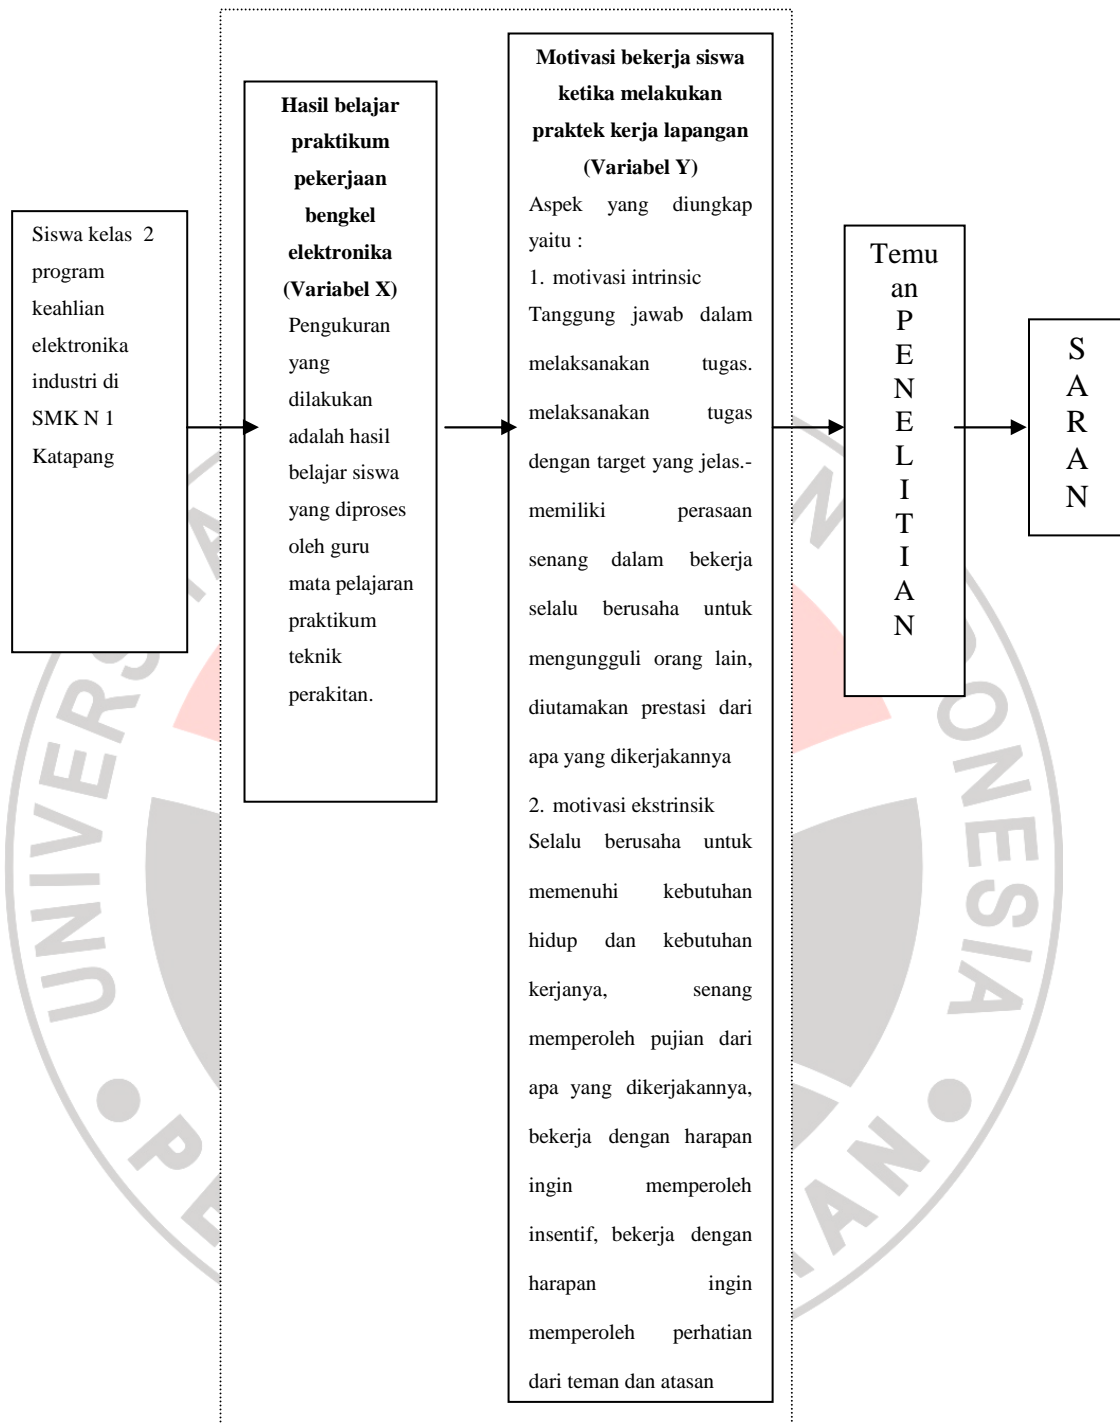 Siswa kelas 2
program
keahlian
elektronika
industri di
SMK N 1
Katapang
Hasil belajar
praktikum
pekerjaan
bengkel
elektronika
(Variabel X)
Pengukuran
yang
dilakukan
adalah hasil
belajar siswa
yang diproses
oleh guru
mata pelajaran
praktikum
teknik
perakitan.
Motivasi bekerja siswa
ketika melakukan
praktek kerja lapangan
(Variabel Y)
Aspek yang diungkap
yaitu :
1. motivasi intrinsic
Tanggung jawab dalam
melaksanakan tugas.
melaksanakan tugas
dengan target yang jelas.-
memiliki perasaan
senang dalam bekerja
selalu berusaha untuk
mengungguli orang lain,
diutamakan prestasi dari
apa yang dikerjakannya
2. motivasi ekstrinsik
Selalu berusaha untuk
memenuhi kebutuhan
hidup dan kebutuhan
kerjanya, senang
memperoleh pujian dari
apa yang dikerjakannya,
bekerja dengan harapan
ingin memperoleh
insentif, bekerja dengan
harapan ingin
memperoleh perhatian
dari teman dan atasan
Temu
an
P
E
N
E
L
I
T
I
A
N
S
A
R
A
N